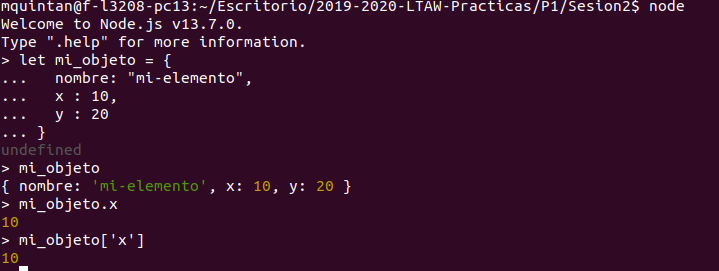 mquintan@f-l3208-pc13:~/Escritorio/2019-2020-LTAW-Practicas/P1/Sesion2$ node
Welcome to Node.js v13.7.0.
Type ".help" for more information.
> let mi_objeto = {
...   nombre: "mi-elemento",
...   x : 10,
...   y : 20
... }
undefined
> mi_objeto
{ nombre: 'mi-elemento', x: 10, y: 20 }
> mi_objeto.x
10
> mi_objeto['x']
10